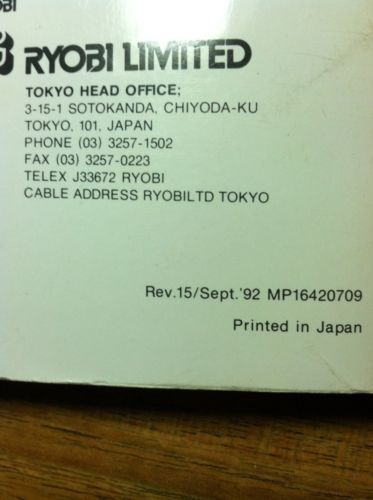 OBI
RYOBI LIMITED
TOKYO HEAD OFFICE;
3-15-1 SOTOKANDA, CHIYODA-KU
TOKYO, 101, JAPAN
PHONE (03) 3257-1502
FAX (03) 3257-0223
TELEX J33672 RYOBI
CABLE ADDRESS RYOBILTD TOKYO
Rev.15/Sept.'92 MP16420709
Printed in Japan